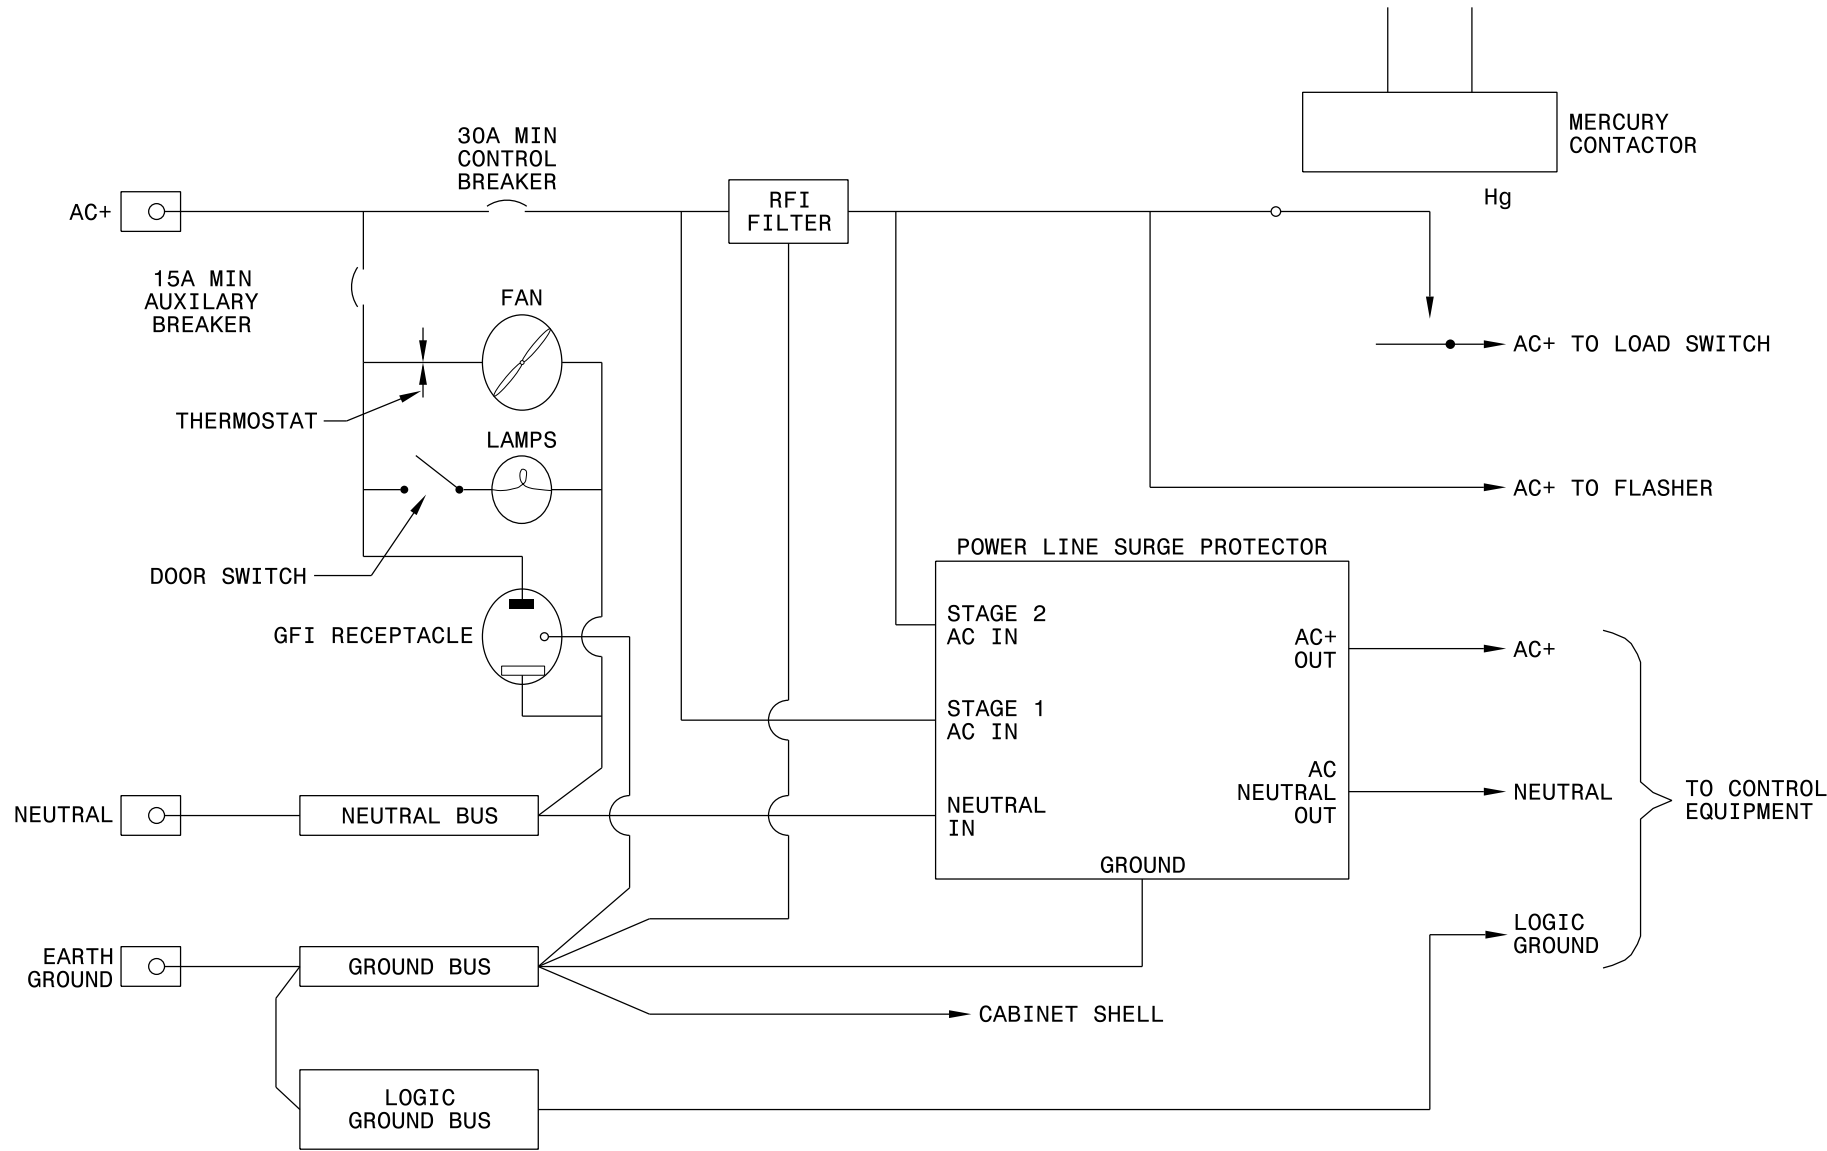 MERCURY
CONTACTOR
Hg
30A MIN
CONTROL
BREAKER
RFI
FILTER
AC+
15A MIN
AUXILARY
BREAKER
FAN
AC+ TO LOAD SWITCH
THERMOSTAT
LAMPS
AC+ TO FLASHER
DOOR SWITCH
POWER LINE SURGE PROTECTOR
GFI RECEPTACLE
STAGE 2
AC IN
AC+
OUT
AC+
STAGE 1
AC IN
AC
NEUTRAL
OUT
NEUTRAL
TO CONTROL
EQUIPMENT
NEUTRAL
NEUTRAL BUS
NEUTRAL
IN
GROUND
LOGIC
GROUND
EARTH
GROUND
GROUND BUS
CABINET SHELL
LOGIC
GROUND BUS